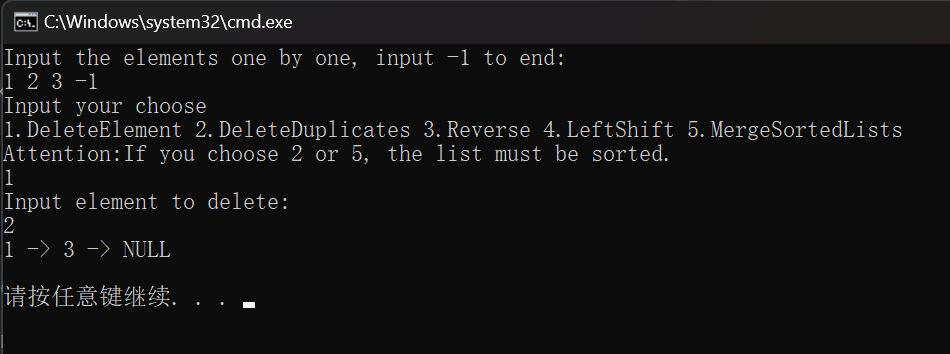 C:\Windows\system32\cmd.exe
Input the elements one by one, input -1 to end:
1 2 3 -1
Input your choose
1.DeleteElement 2.DeleteDuplicates 3.Reverse 4.LeftShift 5.MergeSortedLists
Attention:If you choose 2 or 5, the list must be sorted.
1
Input element to delete:
2
1 -> 3 -> NULL
请按任意键继续. . .